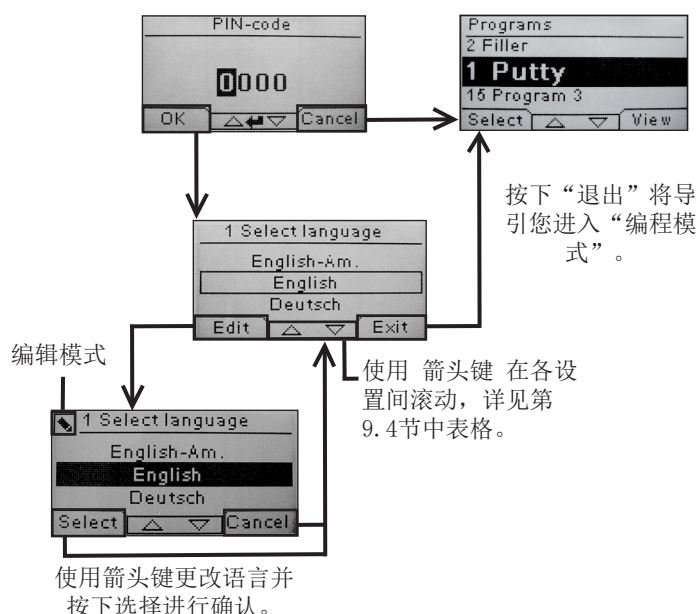 PIN-code
0000
OK
Cancel
Programs
2 Filler
1 Putty
15 Program 3
Select
View
按下“退出”将导
引您进入“编程模
式”。
1 Select language
English-Am.
English
Deutsch
Edit
Exit
编辑模式
使用 箭头键 在各设
置间滚动，详见第
9.4节中表格。
1 Select language
English-Am.
English
Deutsch
Select
Cancel
使用箭头键更改语言并
按下选择进行确认。